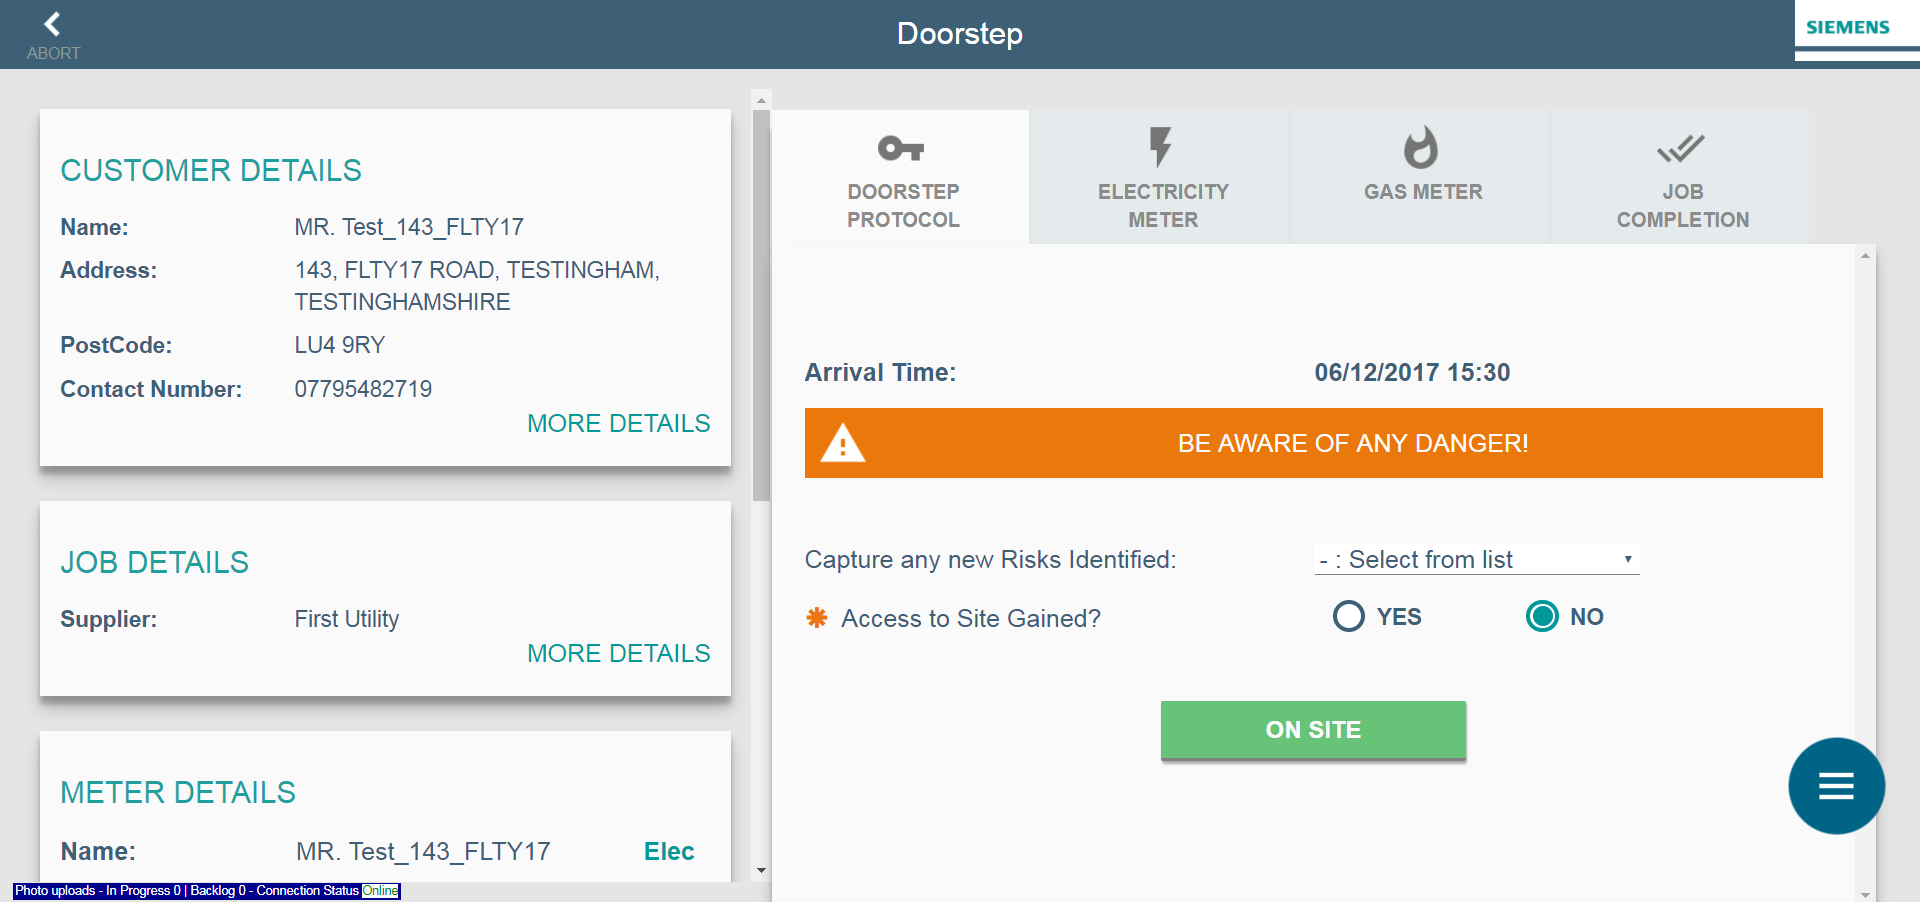 ABORT
Doorstep
SIEMENS
CUSTOMER DETAILS
Name: MR. Test_143_FLTY17
Address: 143, FLTY17 ROAD, TESTINGHAM,
TESTINGHAMSHIRE
PostCode: LU4 9RY
Contact Number: 07795482719
MORE DETAILS
JOB DETAILS
Supplier: First Utility
MORE DETAILS
METER DETAILS
Name: MR. Test_143_FLTY17 Elec
Photo uploads - In Progress 0 | Backlog 0 - Connection Status Online
DOORSTEP
PROTOCOL
ELECTRICITY
METER
GAS METER
JOB
COMPLETION
Arrival Time: 06/12/2017 15:30
BE AWARE OF ANY DANGER!
Capture any new Risks Identified: - : Select from list
Access to Site Gained? YES NO
ON SITE